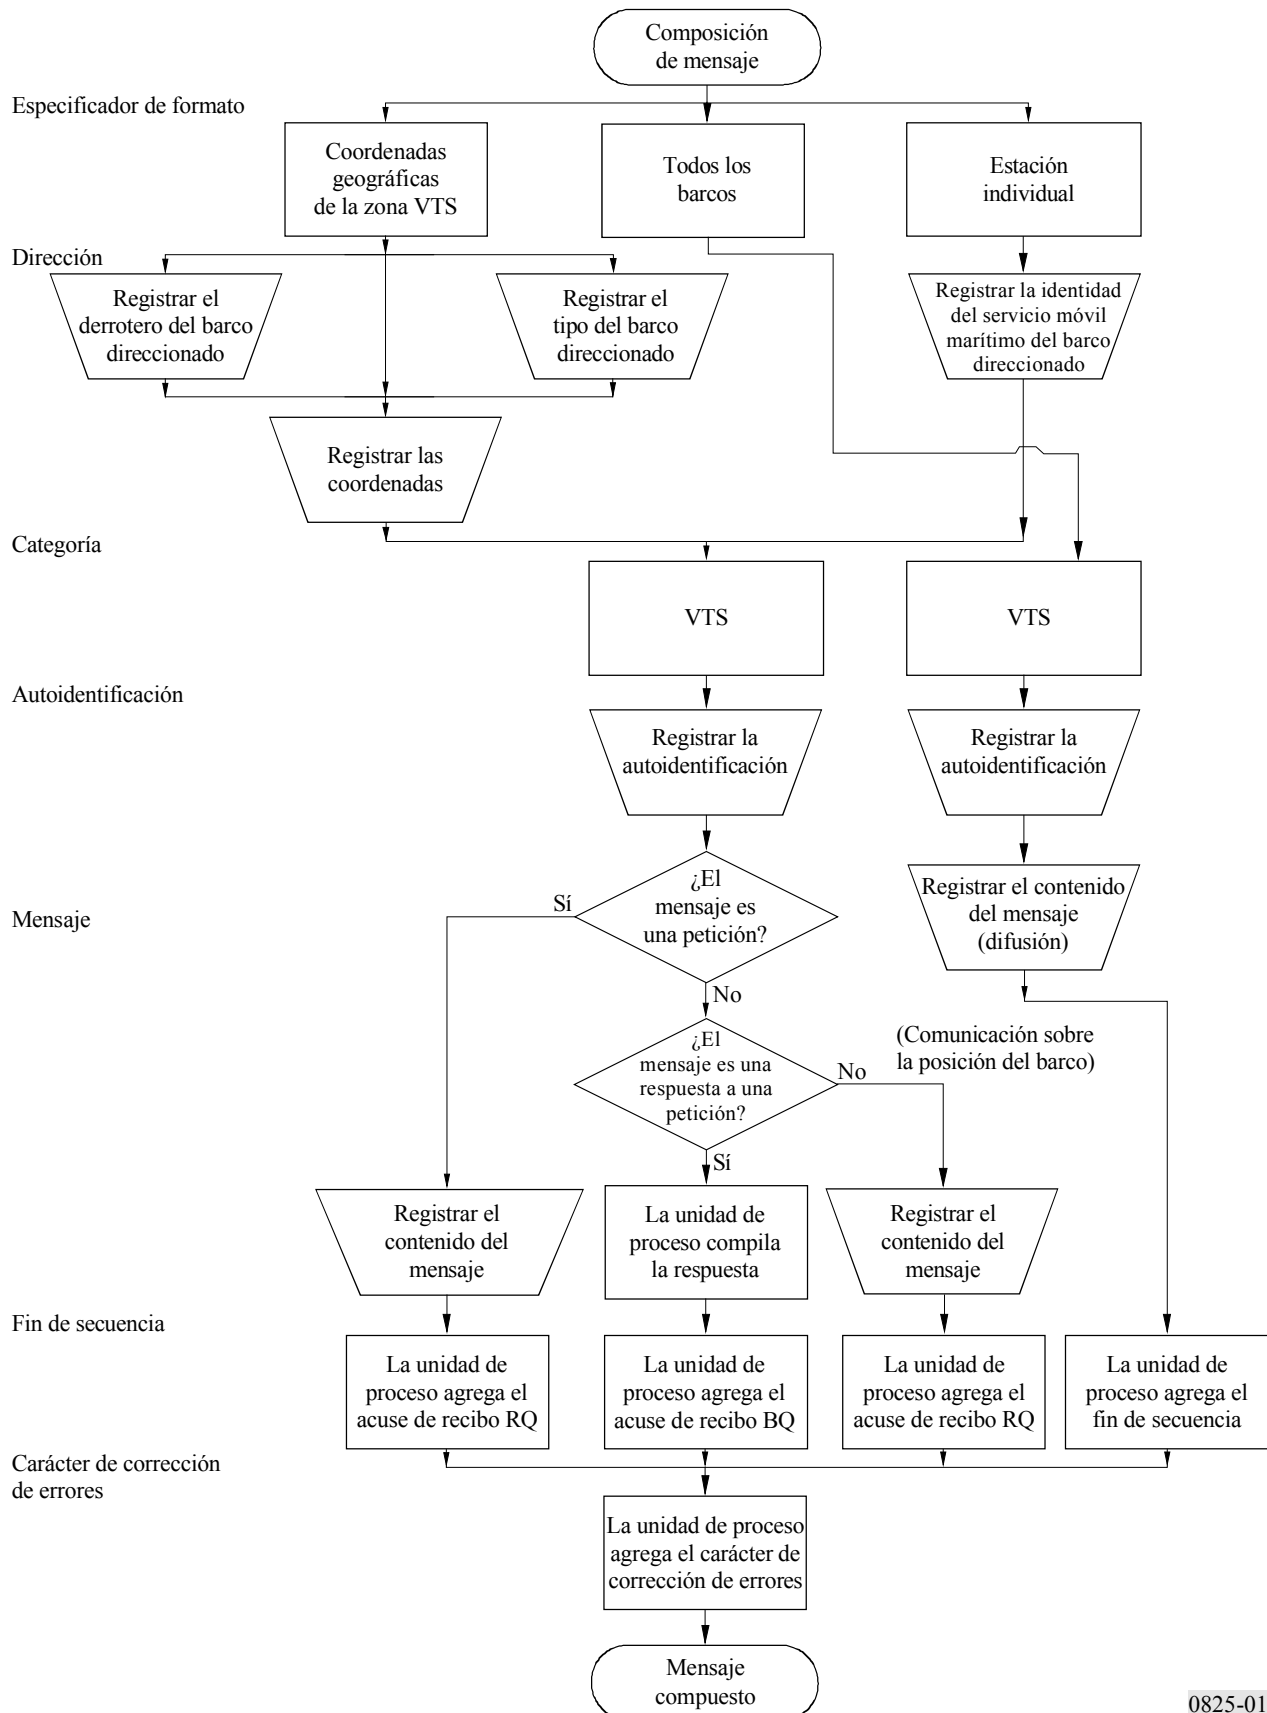 Composición
de mensaje
Especificador de formato
Coordenadas
geográficas
de la zona VTS
Todos los
barcos
Estación
individual
Dirección
Registrar el
derrotero del barco
direccionado
Registrar el
tipo del barco
direccionado
Registrar la identidad
del servicio móvil
marítimo del barco
direccionado
Registrar las
coordenadas
Categoría
VTS
VTS
Autoidentificación
Registrar la
autoidentificación
Registrar la
autoidentificación
Mensaje
Sí
¿El
mensaje es
una petición?
Registrar el contenido
del mensaje
(difusión)
No
¿El
mensaje es una
respuesta a una
petición?
No
(Comunicación sobre
la posición del barco)
Sí
Registrar el
contenido del
mensaje
La unidad de
proceso compila
la respuesta
Registrar el
contenido del
mensaje
Fin de secuencia
La unidad de
proceso agrega el
acuse de recibo RQ
La unidad de
proceso agrega el
acuse de recibo BQ
La unidad de
proceso agrega el
acuse de recibo RQ
La unidad de
proceso agrega el
fin de secuencia
Carácter de corrección
de errores
La unidad de proceso
agrega el carácter de
corrección de errores
Mensaje
compuesto
0825-01